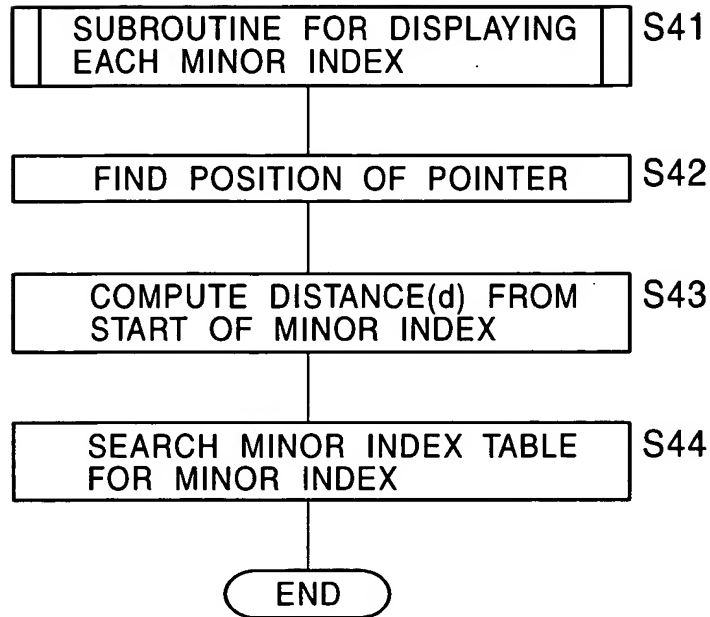 SUBROUTINE FOR DISPLAYING
EACH MINOR INDEX
S41
FIND POSITION OF POINTER
S42
COMPUTE DISTANCE(d) FROM
START OF MINOR INDEX
S43
SEARCH MINOR INDEX TABLE
FOR MINOR INDEX
S44
END